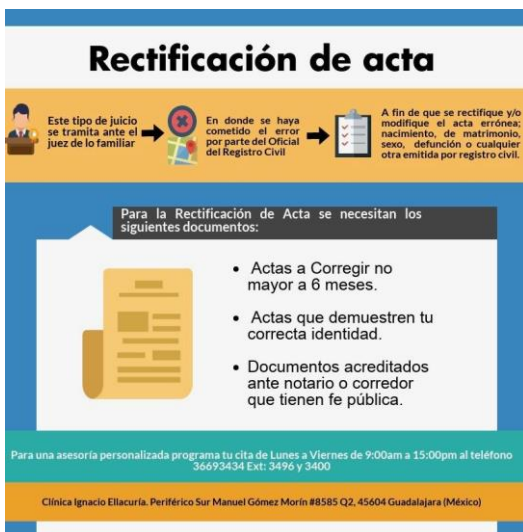 Rectificación de acta
Este tipo de juicio
se tramita ante el
juez de lo familiar
En donde se haya
cometido el error
por parte del Oficial
del Registro Civil
A fin de que se rectifique y/o
modifique el acta errónea;
nacimiento, de matrimonio,
sexo, defunción o cualquier
otra emitida por registro civil.
Para la Rectificación de Acta se necesitan los
siguientes documentos:
• Actas a Corregir no
mayor a 6 meses.
• Actas que demuestren tu
correcta identidad.
• Documentos acreditados
ante notario o corredor
que tienen fe pública.
Para una asesoría personalizada programa tu cita de Lunes a Viernes de 9:00am a 15:00pm al teléfono
36693434 Ext: 3496 y 3400
Clínica Ignacio Ellacuría. Periférico Sur Manuel Gómez Morín #8585 Q2, 45604 Guadalajara (México)